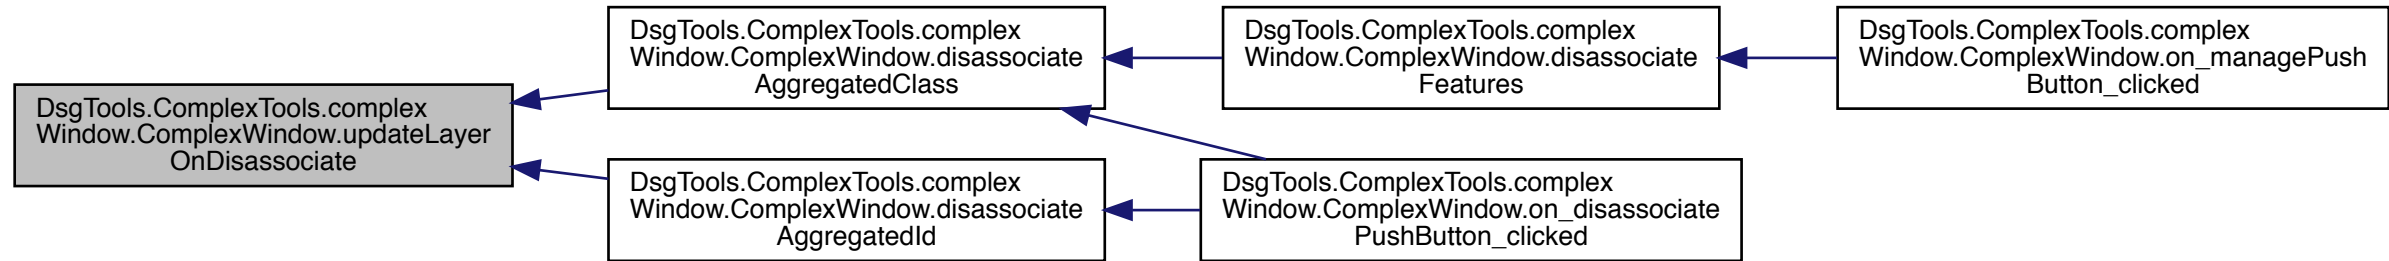 DsgTools.ComplexTools.complex
Window.ComplexWindow.updateLayer
OnDisassociate
DsgTools.ComplexTools.complex
Window.ComplexWindow.disassociate
AggregatedClass
DsgTools.ComplexTools.complex
Window.ComplexWindow.disassociate
Features
DsgTools.ComplexTools.complex
Window.ComplexWindow.on_managePush
Button_clicked
DsgTools.ComplexTools.complex
Window.ComplexWindow.disassociate
AggregatedId
DsgTools.ComplexTools.complex
Window.ComplexWindow.on_disassociate
PushButton_clicked